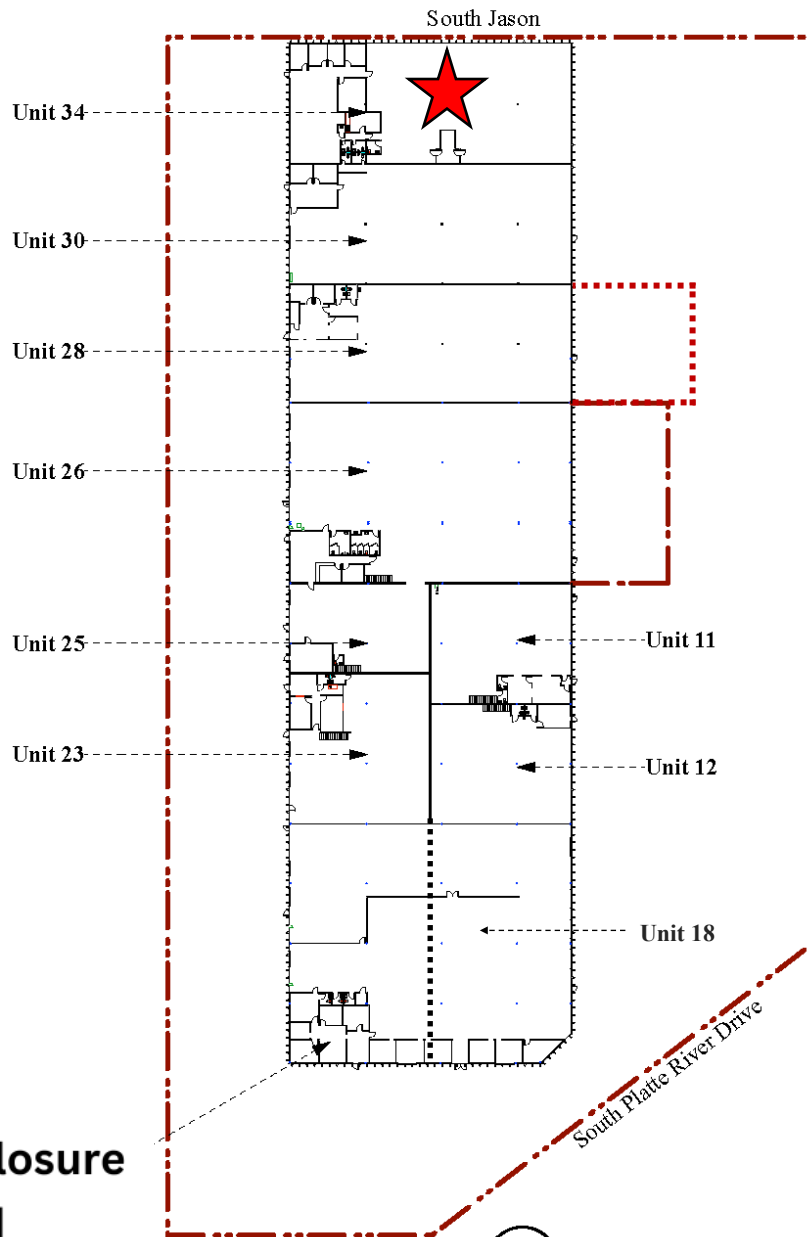 South Jason
Unit 34
Unit 30
Unit 28
Unit 26
Unit 25
Unit 11
Unit 23
Unit 12
Unit 18
South Platte River Drive
losure